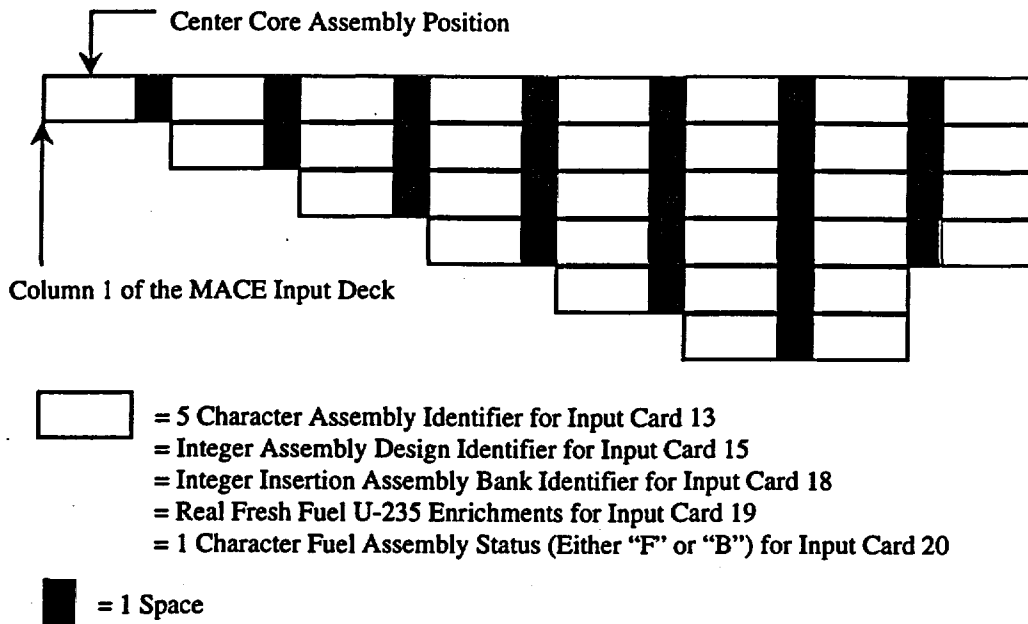 Center Core Assembly Position
Column 1 of the MACE Input Deck
= 5 Character Assembly Identifier for Input Card 13
= Integer Assembly Design Identifier for Input Card 15
= Integer Insertion Assembly Bank Identifier for Input Card 18
= Real Fresh Fuel U-235 Enrichments for Input Card 19
= 1 Character Fuel Assembly Status (Either “F” or “B”) for Input Card 20
= 1 Space